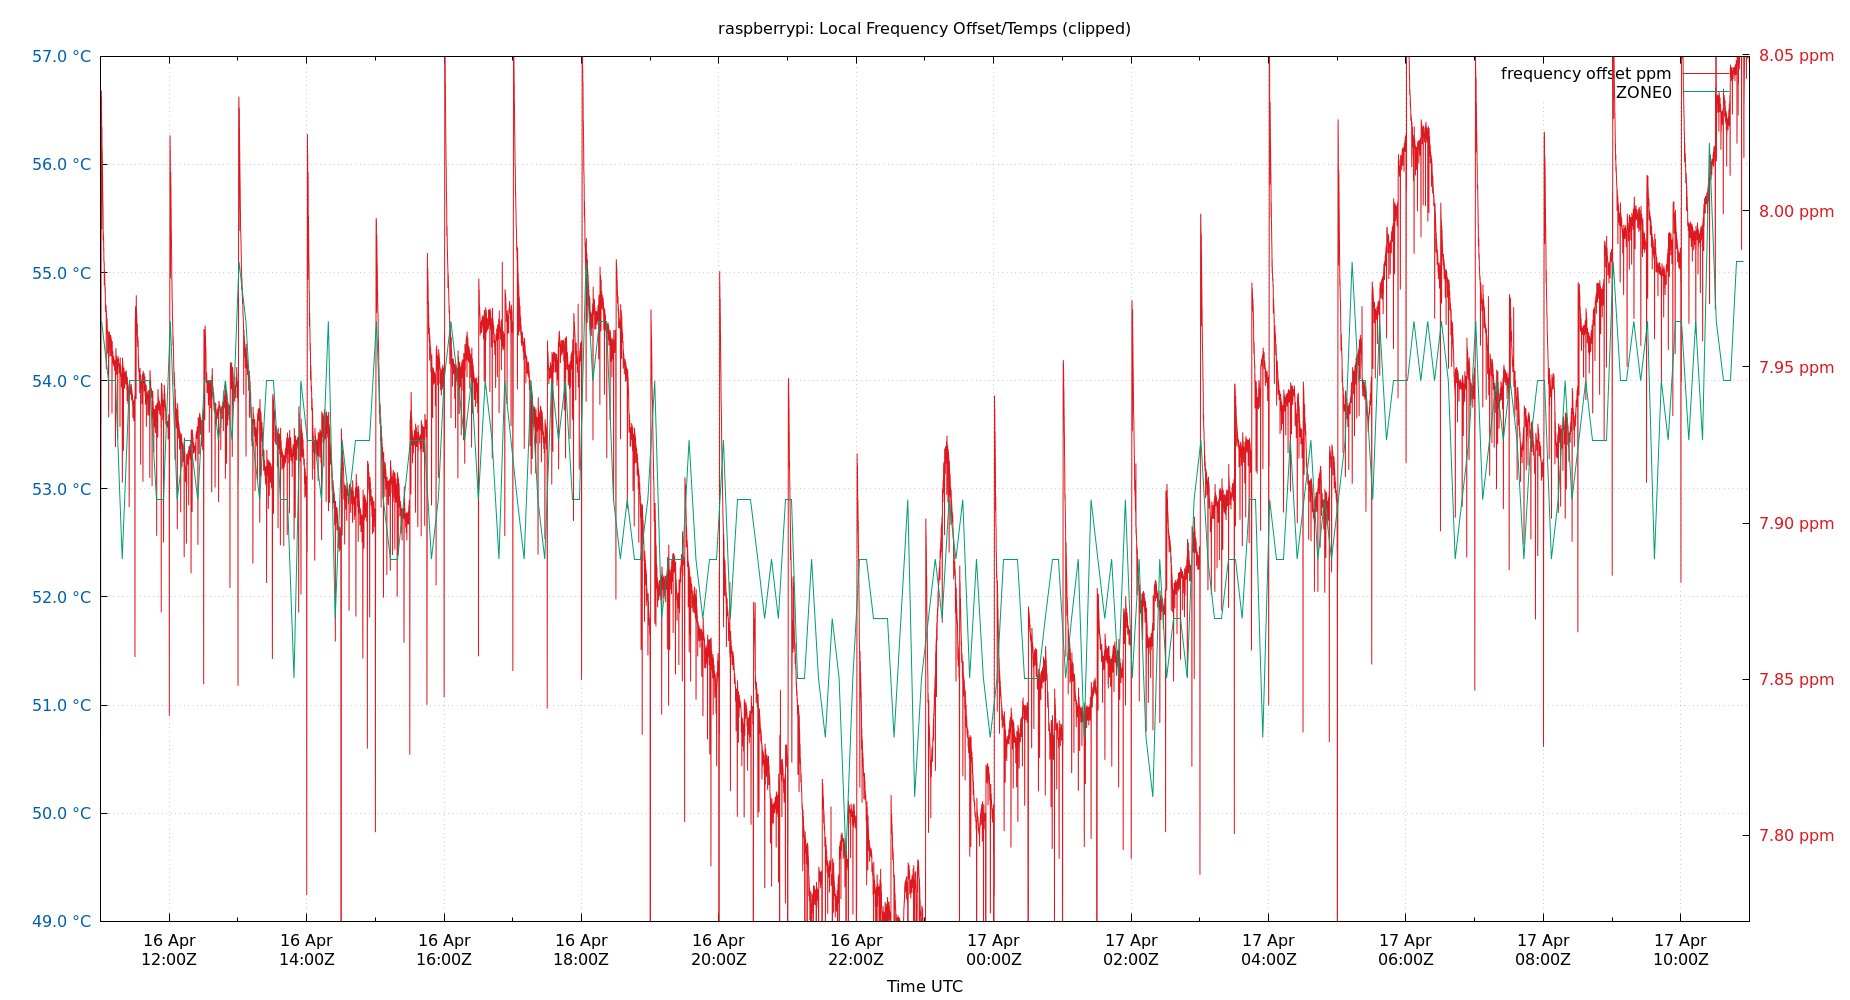 raspberrypi: Local Frequency Offset/Temps (clipped)
57.0 °C
56.0 °C
55.0 °C
54.0 °C
53.0 °C
52.0 °C
51.0 °C
50.0 °C
49.0 °C
8.05 ppm
8.00 ppm
7.95 ppm
7.90 ppm
7.85 ppm
7.80 ppm
frequency offset ppm
ZONE0
16 Apr
12:00Z
16 Apr
14:00Z
16 Apr
16:00Z
16 Apr
18:00Z
16 Apr
20:00Z
16 Apr
22:00Z
17 Apr
00:00Z
17 Apr
02:00Z
17 Apr
04:00Z
17 Apr
06:00Z
17 Apr
08:00Z
17 Apr
10:00Z
Time UTC